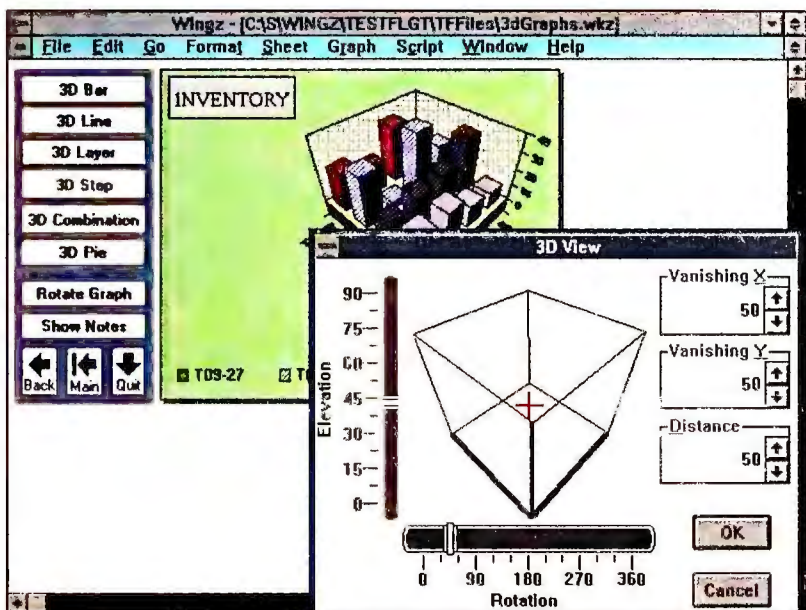 Wingz - [C:\S\WINGZ\TESTFLGT\TFFiles\3dGraphs.wkz]
File Edit Go Format Sheet Graph Script Window Help
3D Bar
3D Line
3D Layer
3D Step
3D Combination
3D Pie
Rotate Graph
Show Notes
Back Main Quit
INVENTORY
T09-27
3D View
Elevation
90
75
60
45
30
15
0
0 90 180 270 360
Rotation
Vanishing X
50
Vanishing Y
50
Distance
50
OK
Cancel